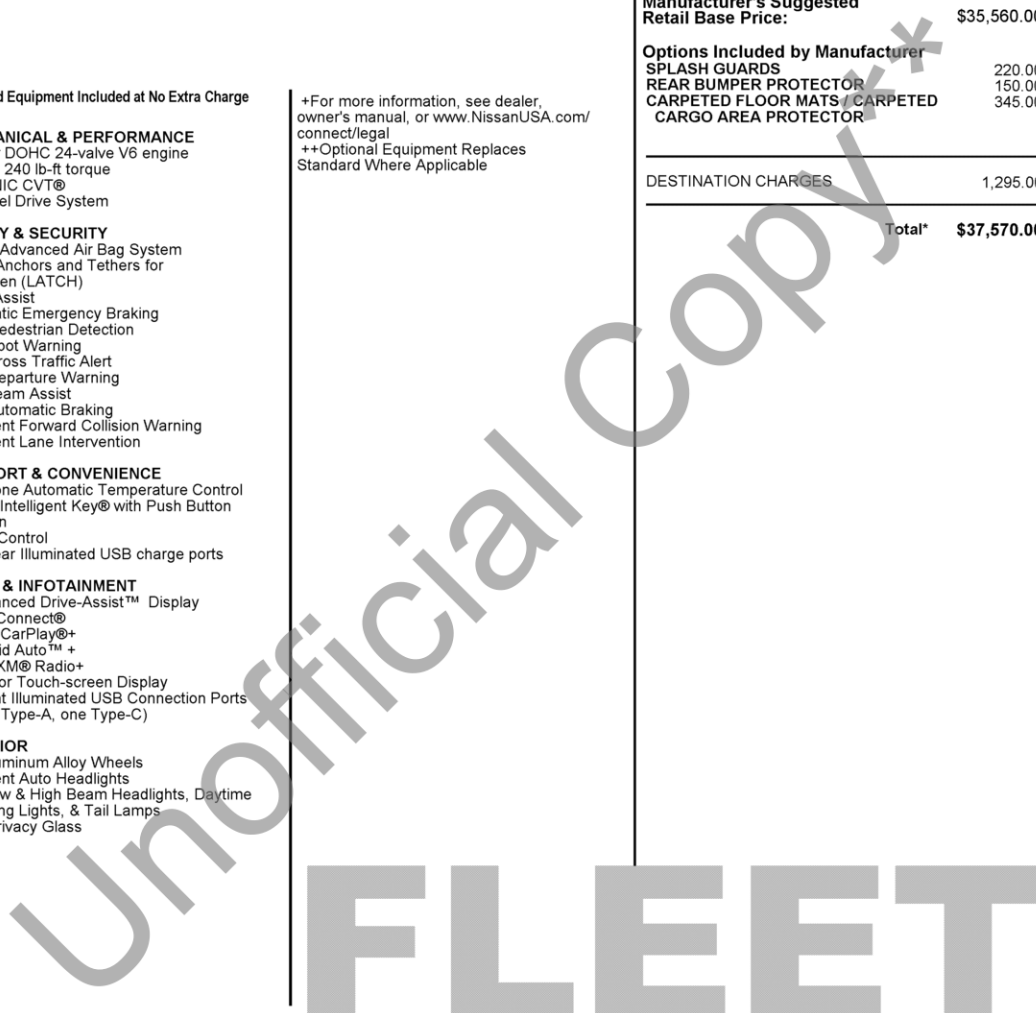 d Equipment Included at No Extra Charge
ANICAL & PERFORMANCE
DOHC 24-valve V6 engine
240 lb-ft torque
NIC CVT®
el Drive System
Y & SECURITY
Advanced Air Bag System
Anchors and Tethers for
en (LATCH)
Assist
tic Emergency Braking
edestrian Detection
pot Warning
ross Traffic Alert
eparture Warning
eam Assist
utomatic Braking
ent Forward Collision Warning
ent Lane Intervention
ORT & CONVENIENCE
one Automatic Temperature Control
Intelligent Key® with Push Button
n
Control
ar Illuminated USB charge ports
& INFOTAINMENT
nced Drive-Assist™ Display
Connect®
CarPlay®+
id Auto™ +
XM® Radio+
or Touch-screen Display
t Illuminated USB Connection Ports
Type-A, one Type-C)
IOR
uminum Alloy Wheels
ent Auto Headlights
w & High Beam Headlights, Daytime
ng Lights, & Tail Lamps
rivacy Glass
+For more information, see dealer,
owner's manual, or www.NissanUSA.com/
connect/legal
++Optional Equipment Replaces
Standard Where Applicable
Manufacturer's Suggested
Retail Base Price: $35,560.00
Options Included by Manufacturer
SPLASH GUARDS 220.00
REAR BUMPER PROTECTOR 150.00
CARPETED FLOOR MATS / CARPETED 345.00
CARGO AREA PROTECTOR
DESTINATION CHARGES 1,295.00
Total* $37,570.00
Unofficial Copy**
FLEET